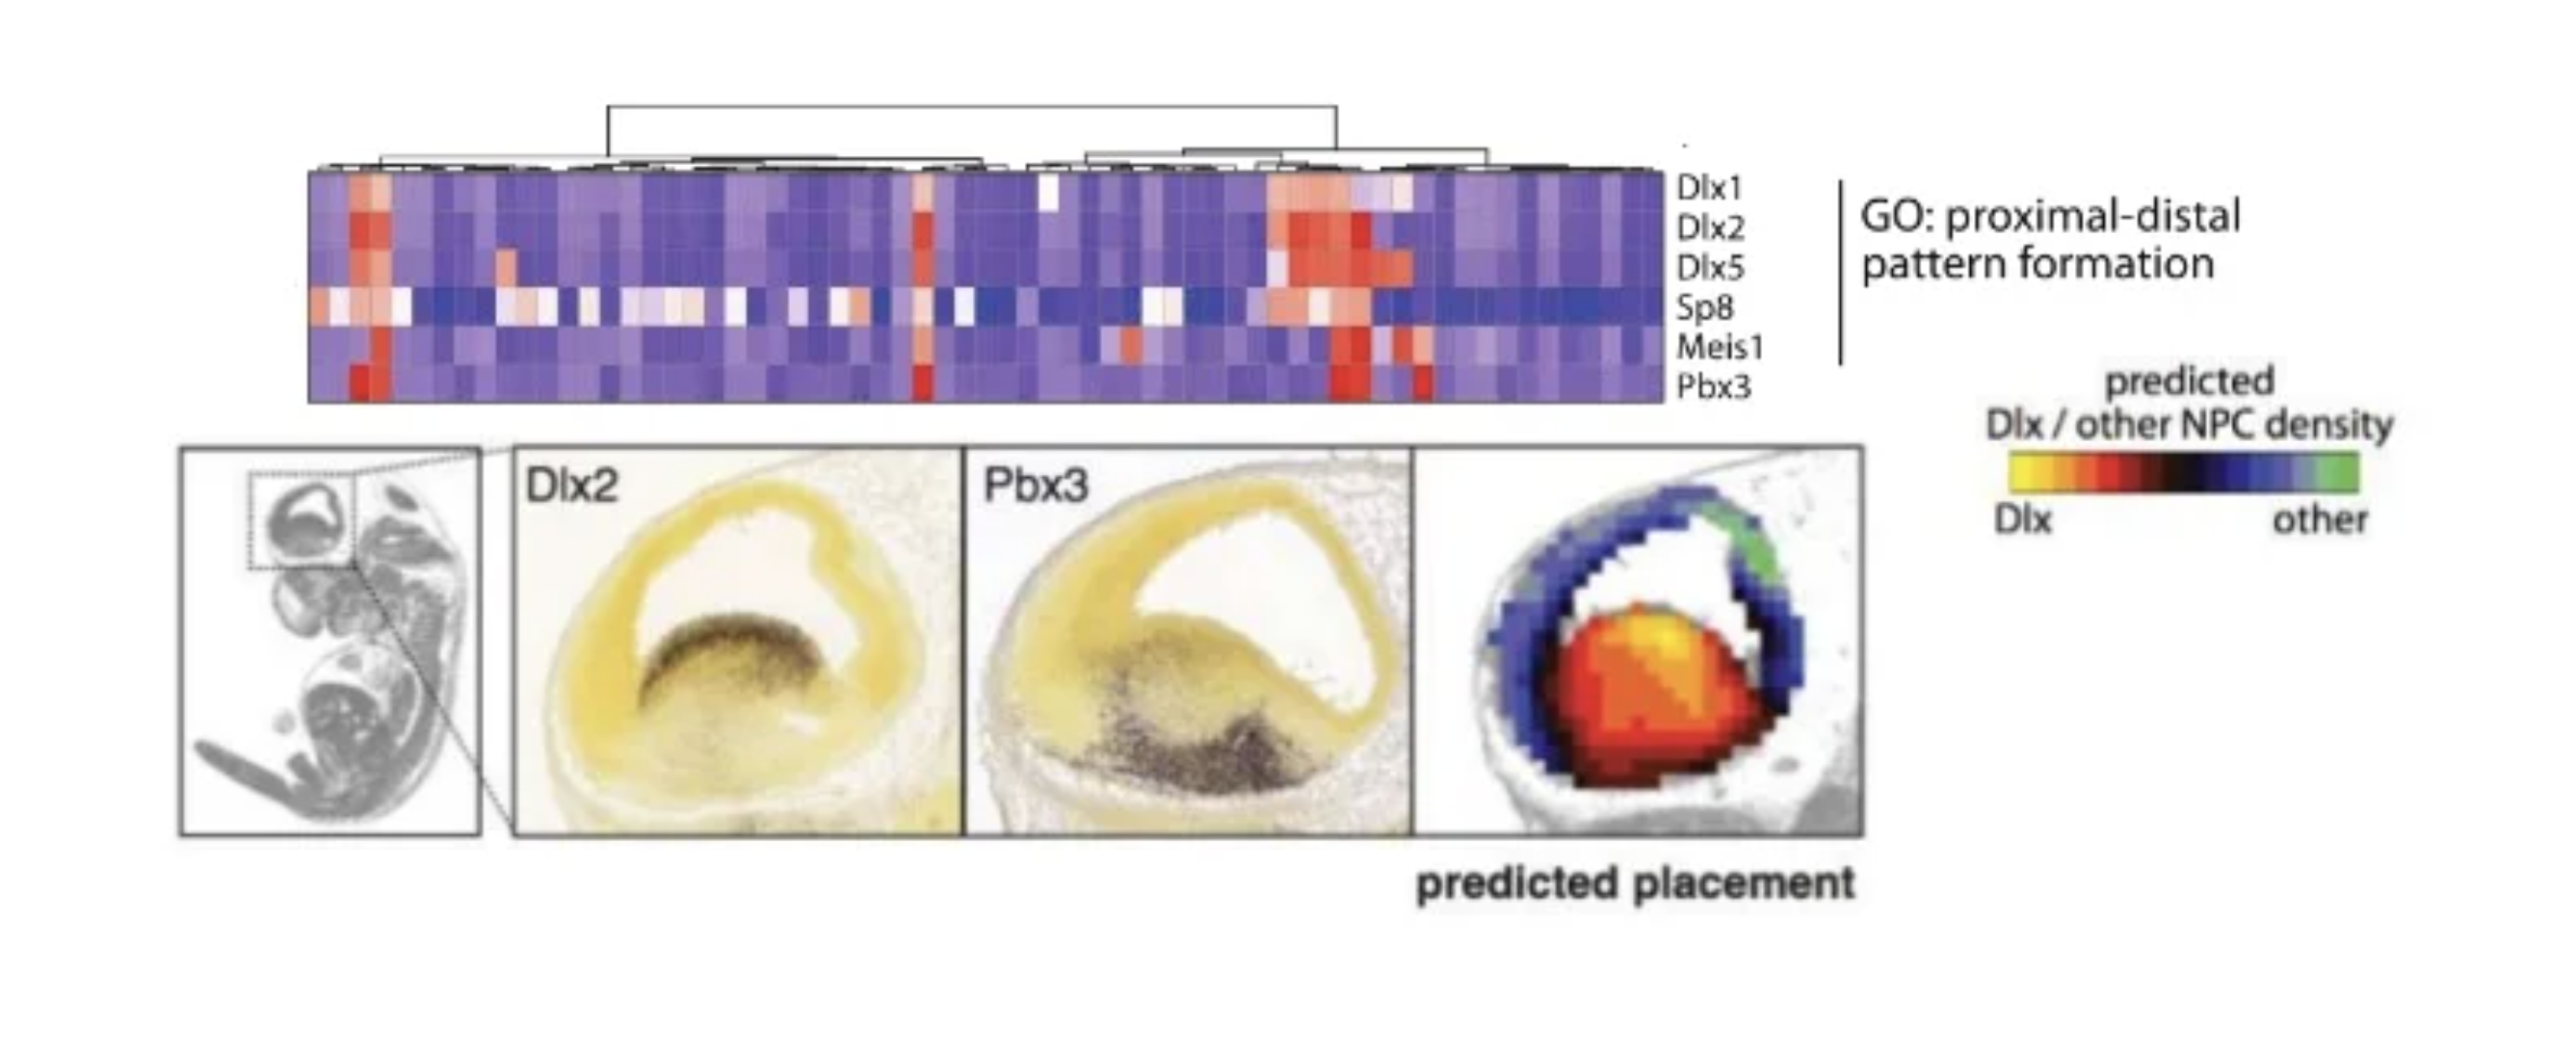 Dlx1
Dlx2
Dlx5
Sp8
Meis1
Pbx3
GO: proximal-distal
pattern formation
predicted
Dlx / other NPC density
Dlx
other
Dlx2
Pbx3
predicted placement